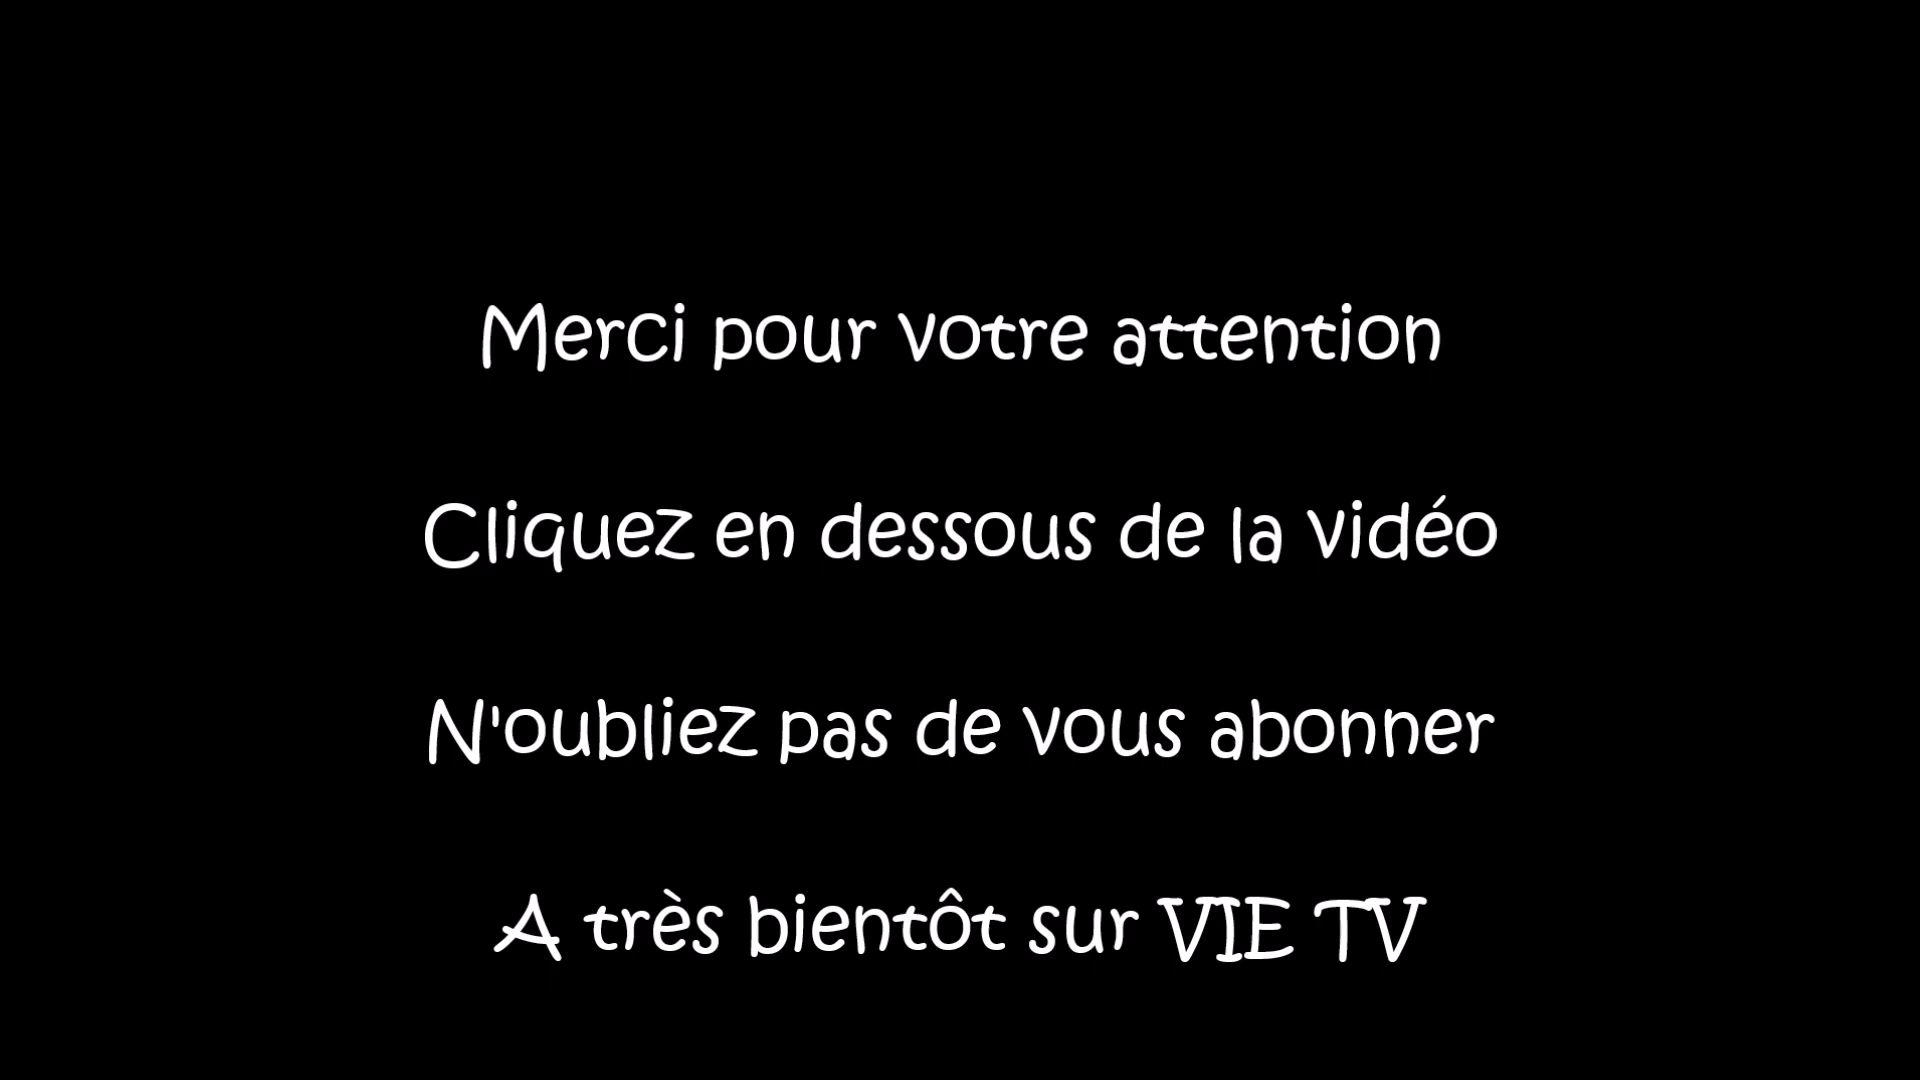 Merci pour votre attention
Cliquez en dessous de la vidéo
N'oubliez pas de vous abonner
A très bientôt sur VIE TV